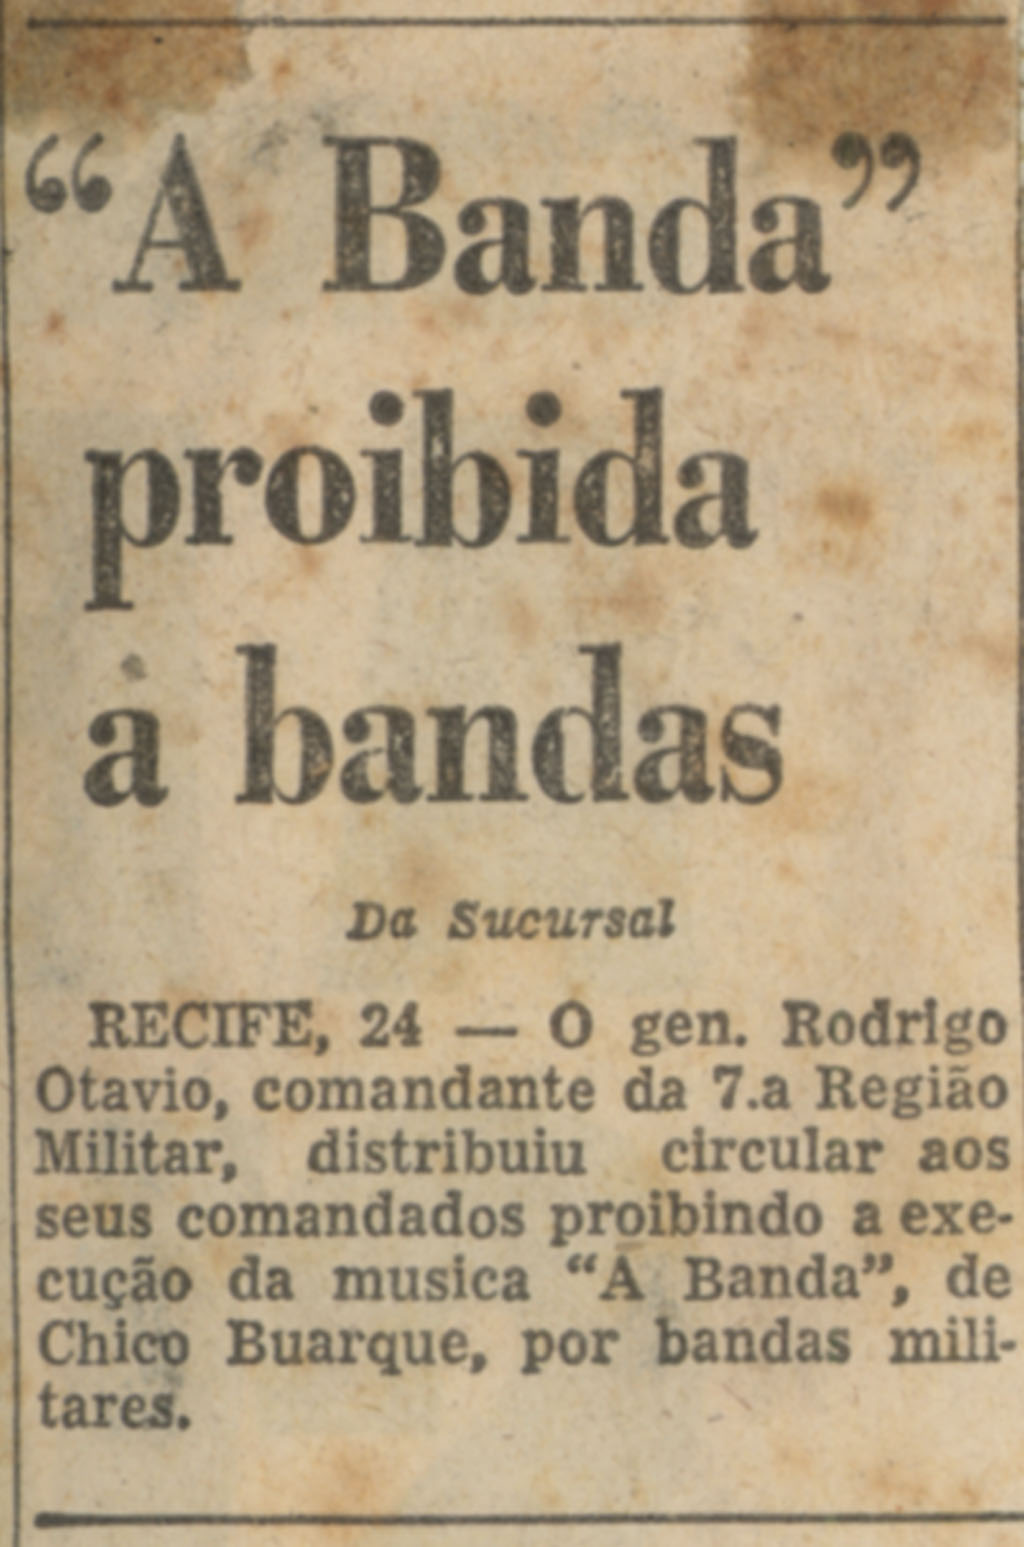 “A Banda”
proibida
a bandas
Da Sucursal
RECIFE, 24 — O gen. Rodrigo
Otavio, comandante da 7.a Região
Militar, distribuiu circular aos
seus comandados proibindo a exe-
cução da musica “A Banda”, de
Chico Buarque, por bandas mili-
tares.